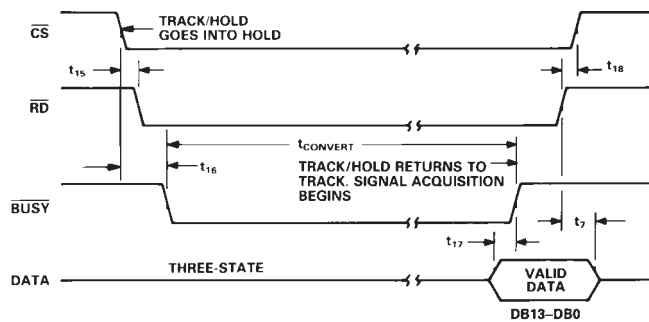 CS
TRACK/HOLD
GOES INTO HOLD
t15
t18
RD
tCONVERT
t16
TRACK/HOLD RETURNS TO
TRACK. SIGNAL ACQUISITION
BEGINS
BUSY
t17
t7
DATA
THREE-STATE
VALID
DATA
DB13–DB0